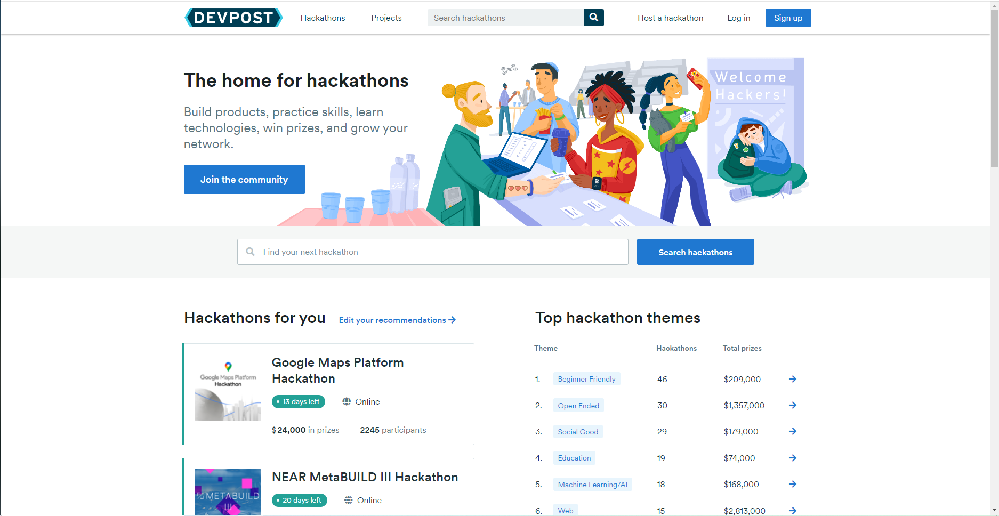 DEVPOST
Hackathons
Projects
Search hackathons
Host a hackathon
Log in
Sign up
The home for hackathons
Build products, practice skills, learn
technologies, win prizes, and grow your
network.
Join the community
Welcome
Hackers!
Find your next hackathon
Search hackathons
Hackathons for you
Edit your recommendations
Google Maps Platform
Hackathon
Google Maps Platform
Hackathon
13 days left
Online
$24,000 in prizes
2245 participants
METABUILD
III
NEAR MetaBUILD III Hackathon
20 days left
Online
Top hackathon themes
Theme Hackathons Total prizes
1. Beginner Friendly 46 $209,000
2. Open Ended 30 $1,357,000
3. Social Good 29 $179,000
4. Education 19 $74,000
5. Machine Learning/AI 18 $168,000
6. Web 15 $2,813,000